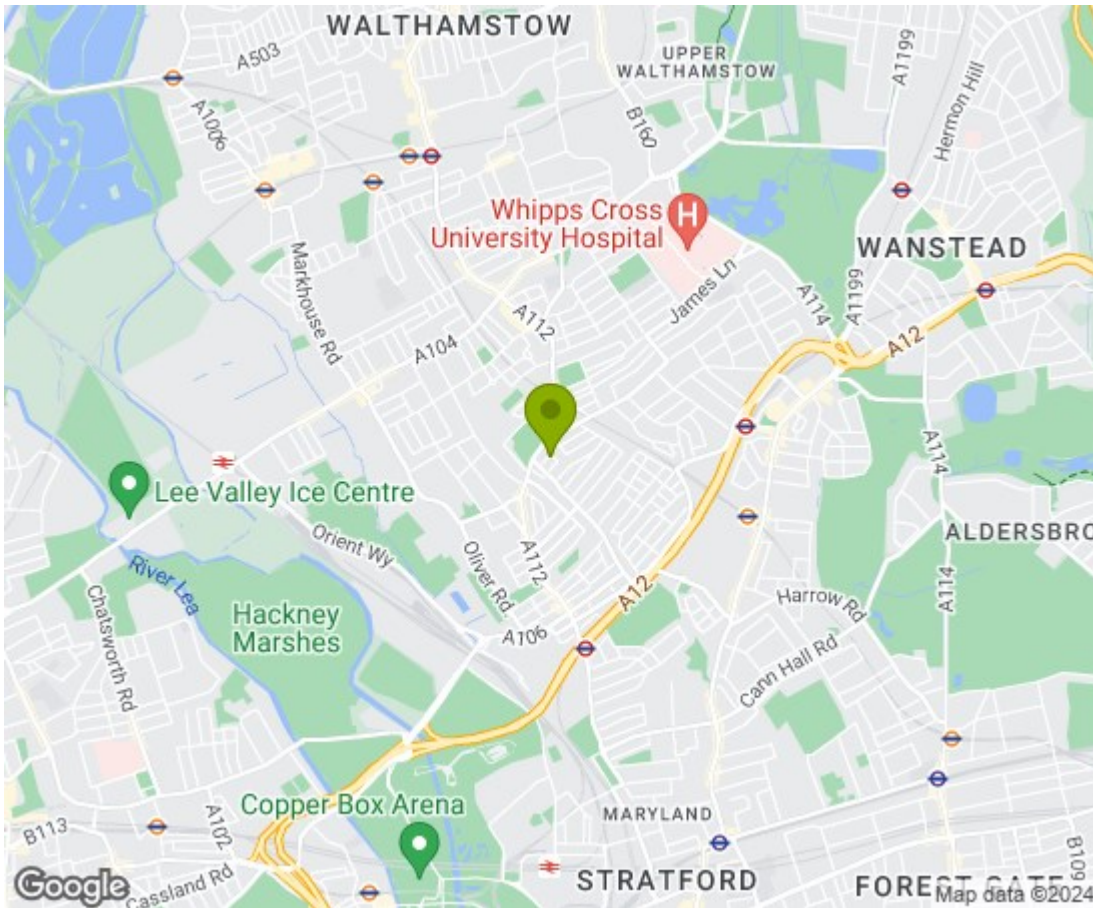 WALTHAMSTOW
A503
UPPER
WALTHAMSTOW
A1199
A1006
B160
Hermon Hill
Whipps Cross
University Hospital
H
WANSTEAD
Markhouse Rd
James Ln
A114
A1199
A112
A12
A104
A114
Lee Valley Ice Centre
Orient Wy
ALDERSBRO
River Lea
Oliver Rd
A112
A12
Hackney
Marshes
Harrow Rd
A114
Chatsworth Rd
A106
Cann Hall Rd
Copper Box Arena
MARYLAND
B113
A102
B109
Cassland Rd
STRATFORD
FOREST GATE
Google
Map data ©2024